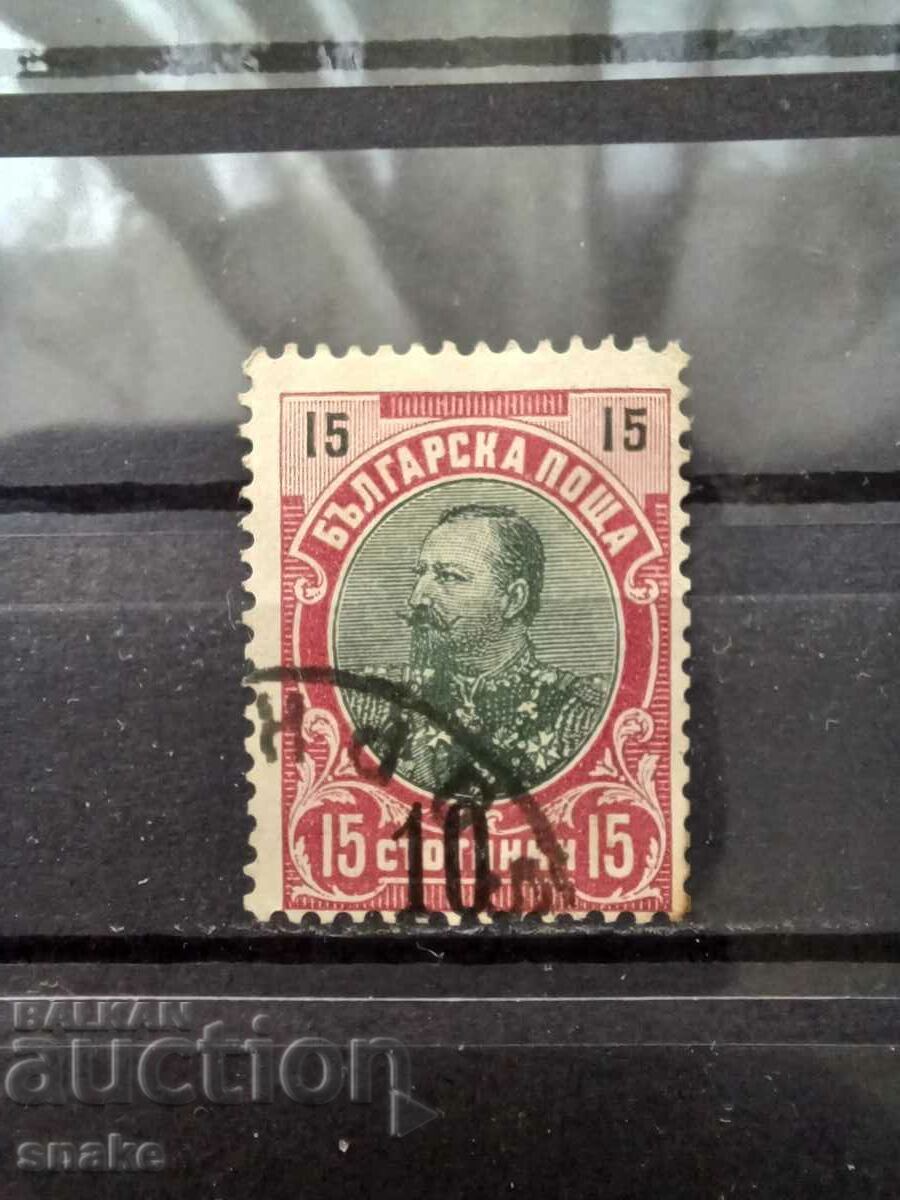 15 15
БЪЛГАРСКА ПОЩА
10
15 СТОТИНКИ 15
BALKAN
auction
snake